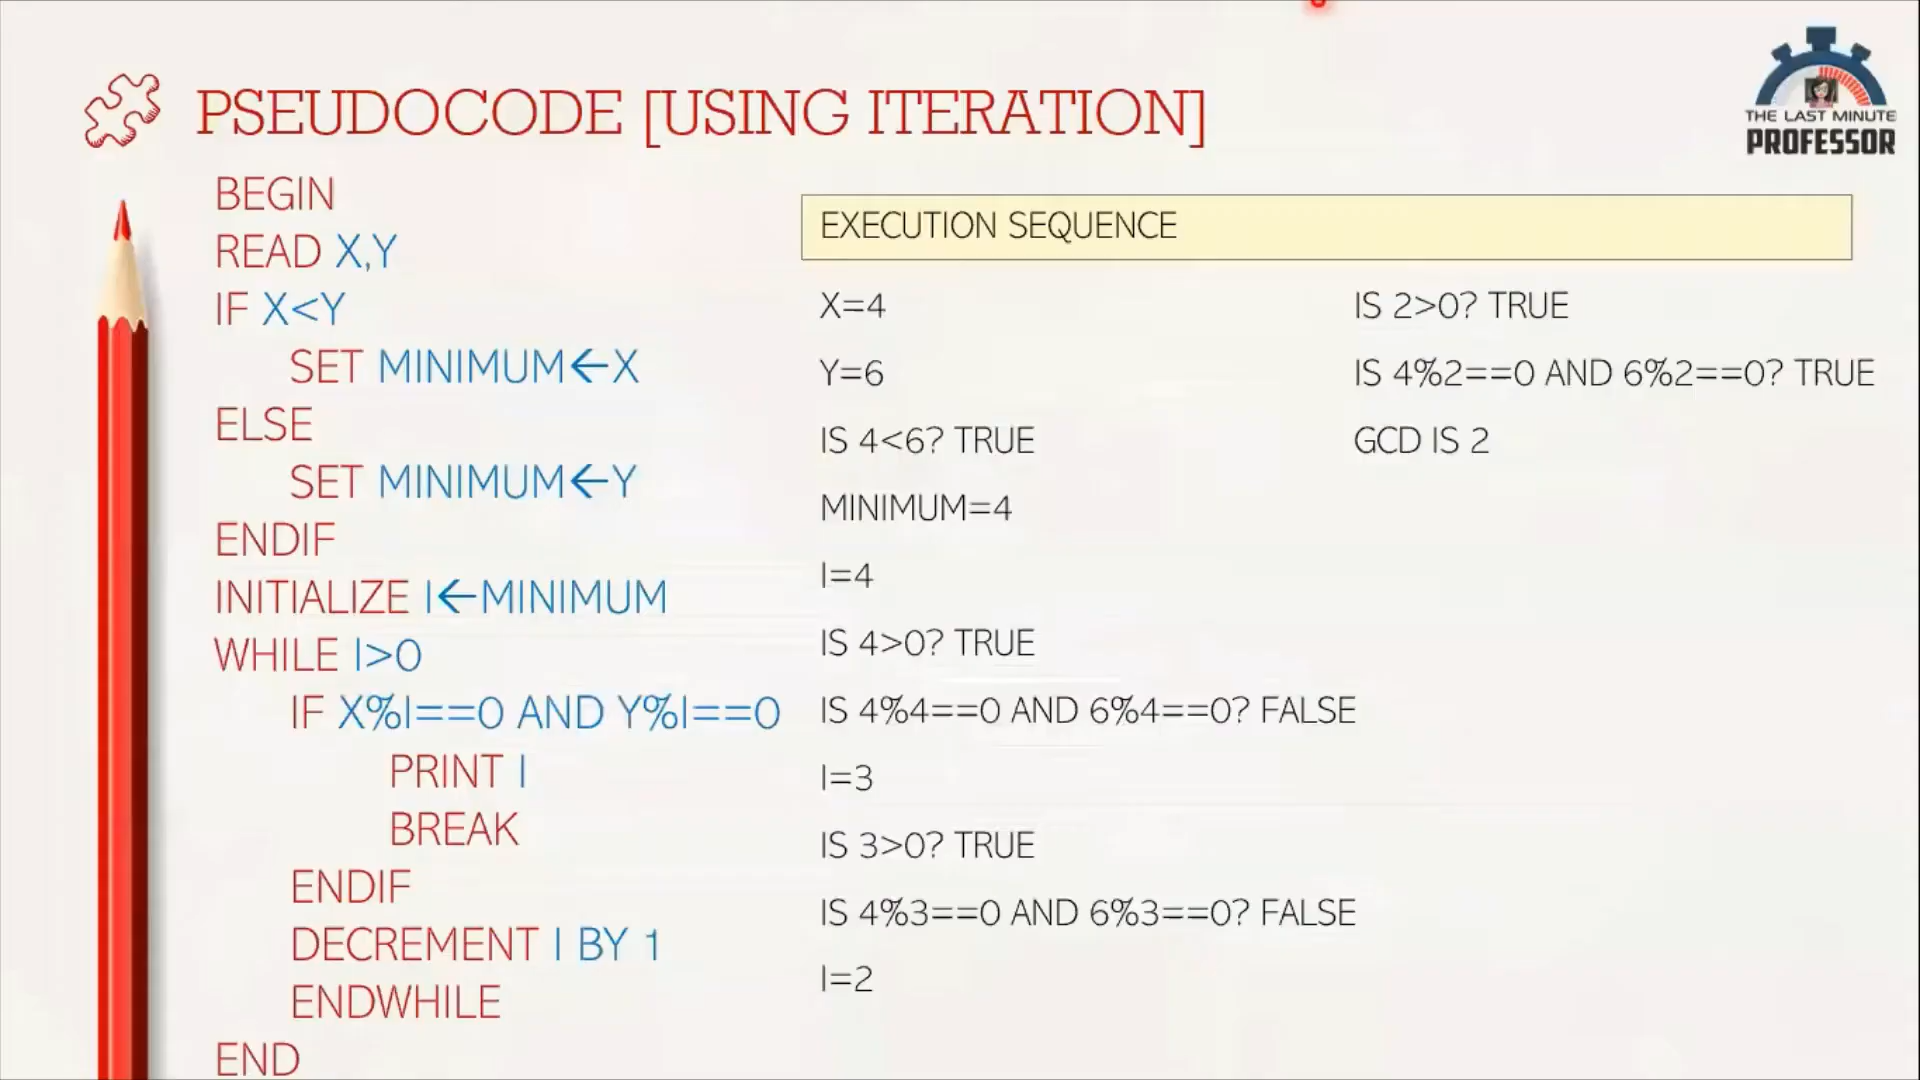 THE LAST MINUTE
PROFESSOR
PSEUDOCODE [USING ITERATION]
BEGIN
READ X,Y
IF X<Y
SET MINIMUM←X
ELSE
SET MINIMUM←Y
ENDIF
INITIALIZE I←MINIMUM
WHILE I>0
IF X%I==0 AND Y%I==0
PRINT I
BREAK
ENDIF
DECREMENT I BY 1
ENDWHILE
END
EXECUTION SEQUENCE
X=4
Y=6
IS 4<6? TRUE
MINIMUM=4
I=4
IS 4>0? TRUE
IS 4%4==0 AND 6%4==0? FALSE
I=3
IS 3>0? TRUE
IS 4%3==0 AND 6%3==0? FALSE
I=2
IS 2>0? TRUE
IS 4%2==0 AND 6%2==0? TRUE
GCD IS 2